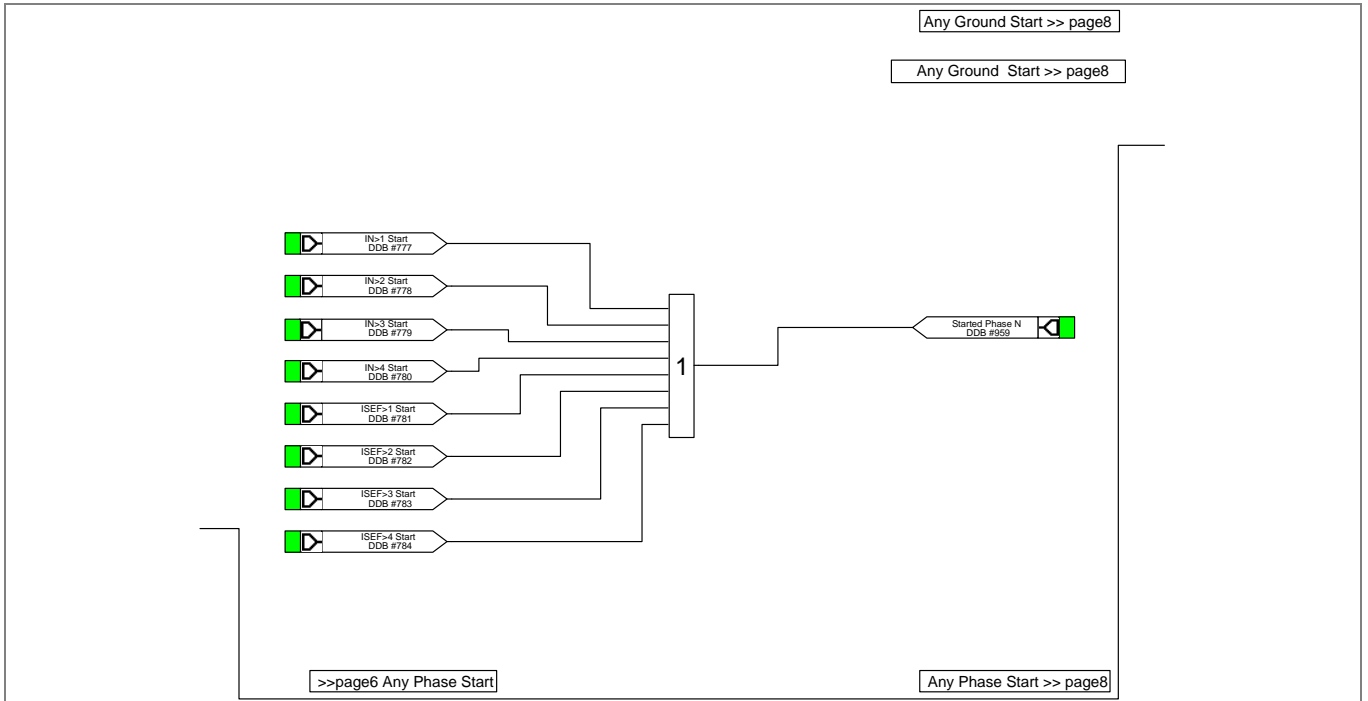 Any Ground Start >> page8
Any Ground  Start >> page8
IN>1 Start
DDB #777
IN>2 Start
DDB #778
IN>3 Start
DDB #779
IN>4 Start
DDB #780
ISEF>1 Start
DDB #781
ISEF>2 Start
DDB #782
ISEF>3 Start
DDB #783
ISEF>4 Start
DDB #784
1
Started Phase N
DDB #959
>>page6 Any Phase Start
Any Phase Start >> page8